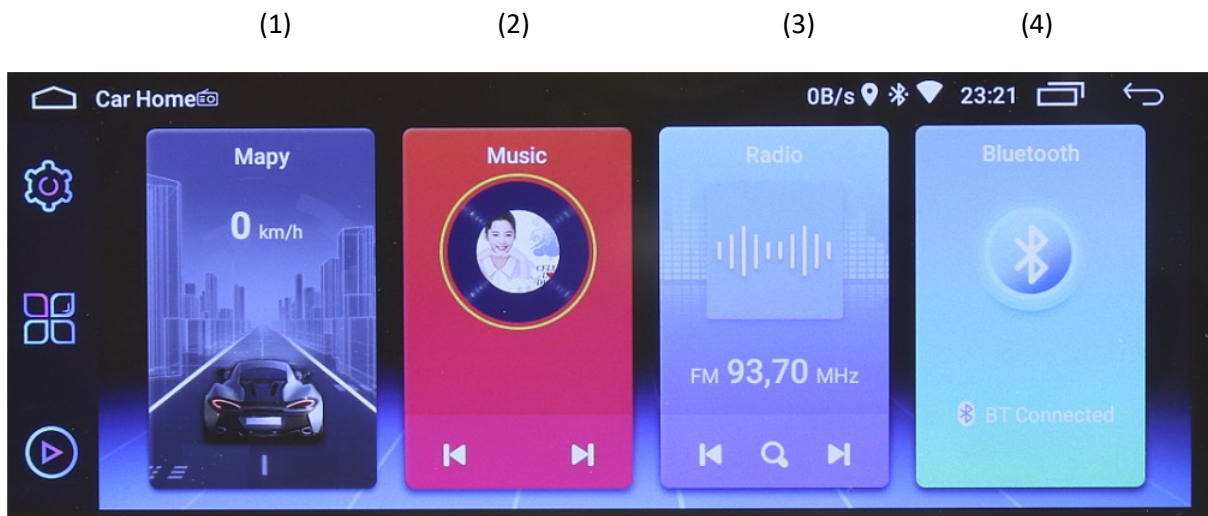 (1) (2) (3) (4)
Car Home 0B/s 23:21
Mapy Music Radio Bluetooth
0 km/h
FM 93,70 MHz
BT Connected